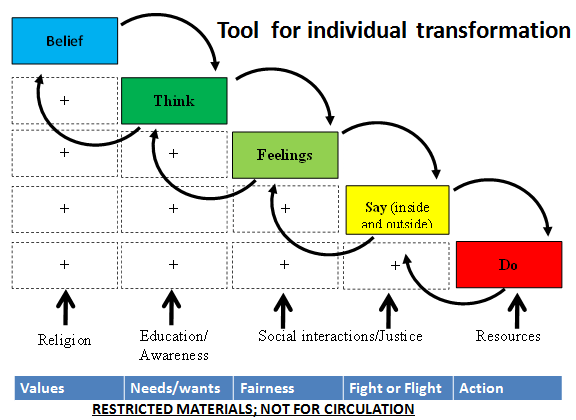 Tool for individual transformation
Belief
+
Think
+
+
Feelings
+
+
+
Say (inside
and outside)
+
+
+
+
Do
Religion
Education/
Awareness
Social interactions/Justice
Resources
Values
Needs/wants
Fairness
Fight or Flight
Action
RESTRICTED MATERIALS; NOT FOR CIRCULATION